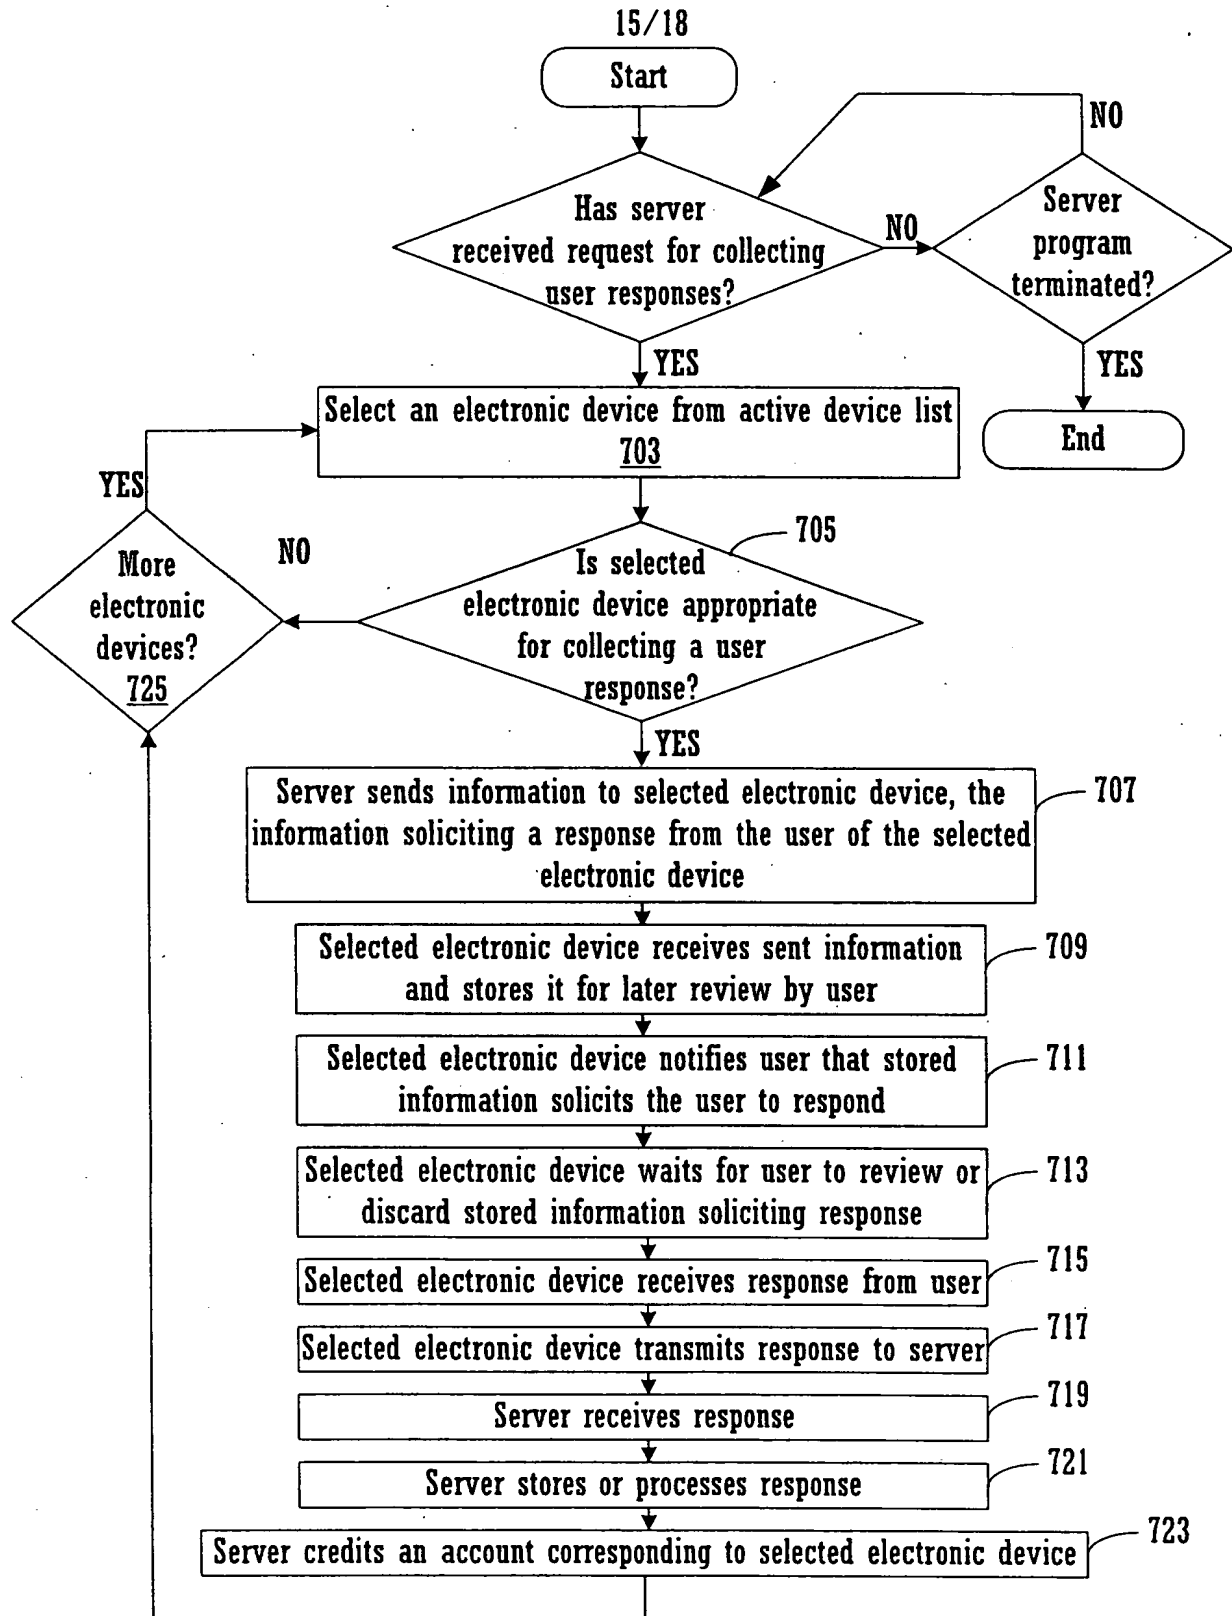 15/18
Start
NO
Has server
received request for collecting
user responses?
NO
Server
program
terminated?
YES
YES
Select an electronic device from active device list
703
End
YES
More
electronic
devices?
725
NO
705
Is selected
electronic device appropriate
for collecting a user
response?
YES
Server sends information to selected electronic device, the
information soliciting a response from the user of the selected
electronic device
707
Selected electronic device receives sent information
and stores it for later review by user
709
Selected electronic device notifies user that stored
information solicits the user to respond
711
Selected electronic device waits for user to review or
discard stored information soliciting response
713
Selected electronic device receives response from user
715
Selected electronic device transmits response to server
717
Server receives response
719
Server stores or processes response
721
Server credits an account corresponding to selected electronic device
723